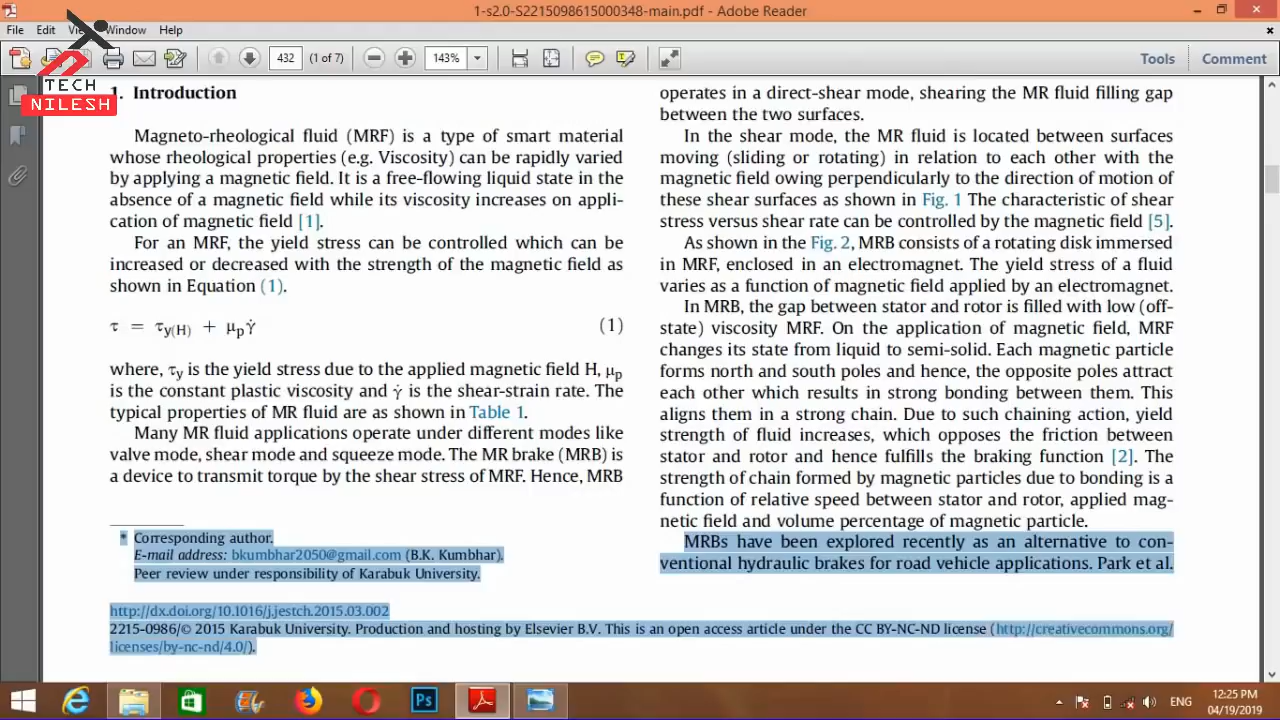 1-s2.0-S2215098615000348-main.pdf - Adobe Reader
File Edit Window Help
432 (1 of 7) 143% Tools Comment
TECH
NILESH
1. Introduction
Magneto-rheological fluid (MRF) is a type of smart material
whose rheological properties (e.g. Viscosity) can be rapidly varied
by applying a magnetic field. It is a free-flowing liquid state in the
absence of a magnetic field while its viscosity increases on appli-
cation of magnetic field [1].
For an MRF, the yield stress can be controlled which can be
increased or decreased with the strength of the magnetic field as
shown in Equation (1).
τ = τy(H) + μpγ̇ (1)
where, τy is the yield stress due to the applied magnetic field H, μp
is the constant plastic viscosity and γ̇ is the shear-strain rate. The
typical properties of MR fluid are as shown in Table 1.
Many MR fluid applications operate under different modes like
valve mode, shear mode and squeeze mode. The MR brake (MRB) is
a device to transmit torque by the shear stress of MRF. Hence, MRB
* Corresponding author.
E-mail address: bkumbhar2050@gmail.com (B.K. Kumbhar).
Peer review under responsibility of Karabuk University.
operates in a direct-shear mode, shearing the MR fluid filling gap
between the two surfaces.
In the shear mode, the MR fluid is located between surfaces
moving (sliding or rotating) in relation to each other with the
magnetic field owing perpendicularly to the direction of motion of
these shear surfaces as shown in Fig. 1 The characteristic of shear
stress versus shear rate can be controlled by the magnetic field [5].
As shown in the Fig. 2, MRB consists of a rotating disk immersed
in MRF, enclosed in an electromagnet. The yield stress of a fluid
varies as a function of magnetic field applied by an electromagnet.
In MRB, the gap between stator and rotor is filled with low (off-
state) viscosity MRF. On the application of magnetic field, MRF
changes its state from liquid to semi-solid. Each magnetic particle
forms north and south poles and hence, the opposite poles attract
each other which results in strong bonding between them. This
aligns them in a strong chain. Due to such chaining action, yield
strength of fluid increases, which opposes the friction between
stator and rotor and hence fulfills the braking function [2]. The
strength of chain formed by magnetic particles due to bonding is a
function of relative speed between stator and rotor, applied mag-
netic field and volume percentage of magnetic particle.
MRBs have been explored recently as an alternative to con-
ventional hydraulic brakes for road vehicle applications. Park et al.
http://dx.doi.org/10.1016/j.jestch.2015.03.002
2215-0986/© 2015 Karabuk University. Production and hosting by Elsevier B.V. This is an open access article under the CC BY-NC-ND license (http://creativecommons.org/
licenses/by-nc-nd/4.0/).
Ps
ENG
12:25 PM
04/19/2019